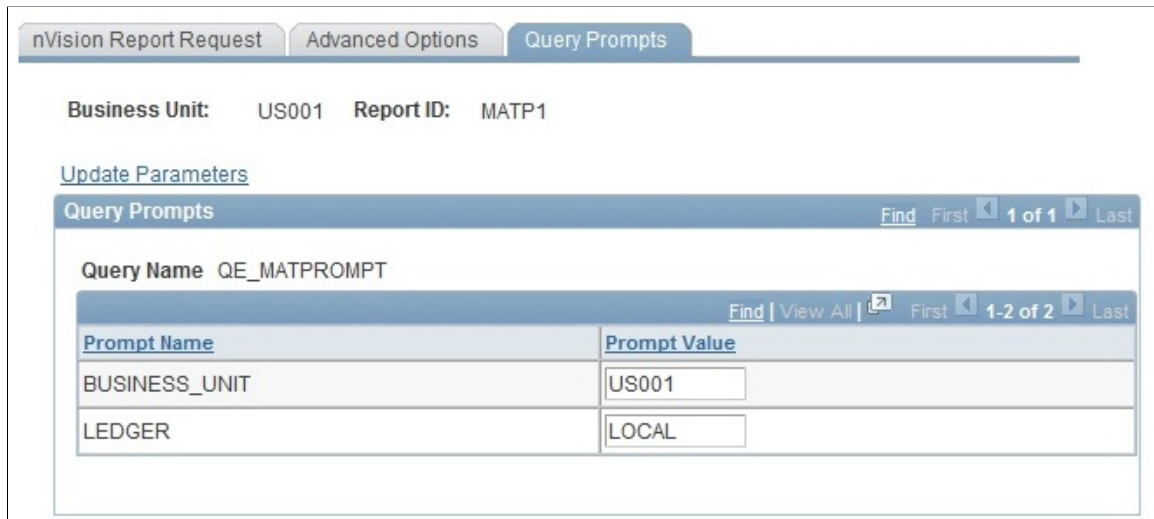 nVision Report Request Advanced Options Query Prompts
Business Unit: US001 Report ID: MATP1
Update Parameters
Query Prompts Find First 1 of 1 Last
Query Name QE_MATPROMPT
Find | View All | First 1-2 of 2 Last
Prompt Name Prompt Value
BUSINESS_UNIT US001
LEDGER LOCAL